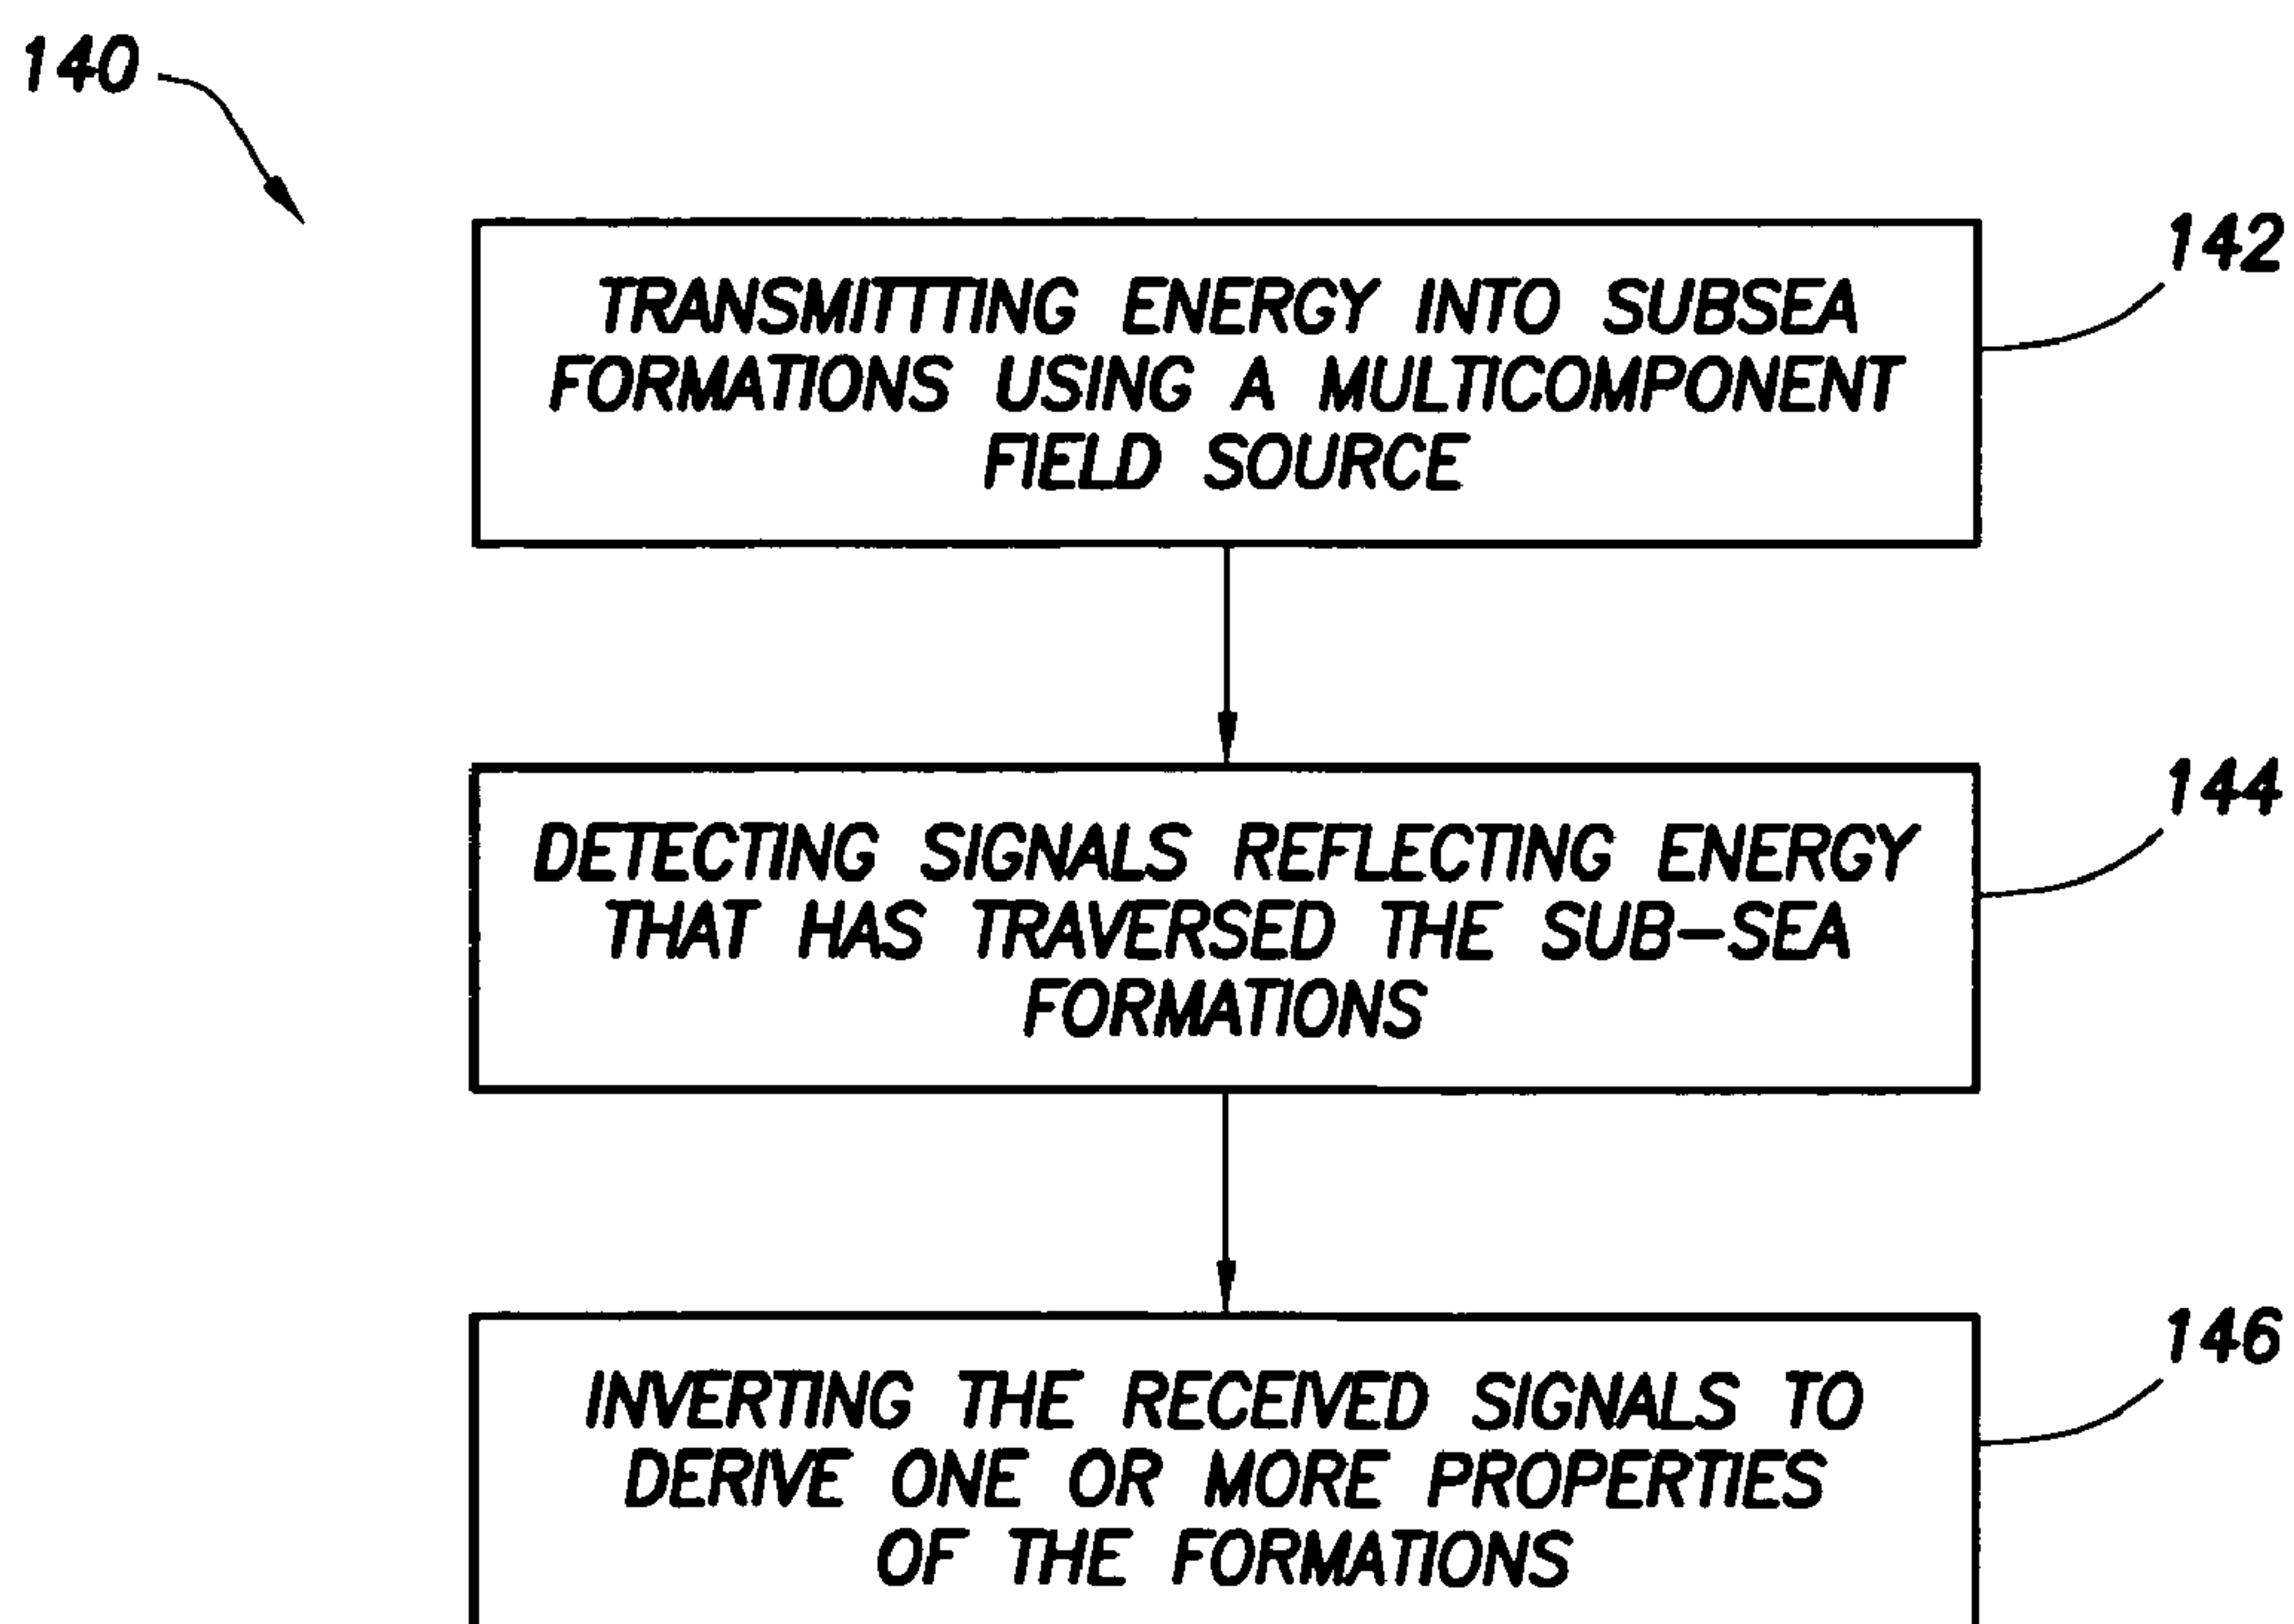 140
142
TRANSMITTTING ENERGY INTO SUBSEA
FORMATIONS USING A MULTICOMPONENT
FIELD SOURCE
144
DETECTING SIGNALS REFLECTING ENERGY
THAT HAS TRAVERSED THE SUB-SEA
FORMATIONS
146
INVERTING THE RECEIVED SIGNALS TO
DERIVE ONE OR MORE PROPERTIES
OF THE FORMATIONS